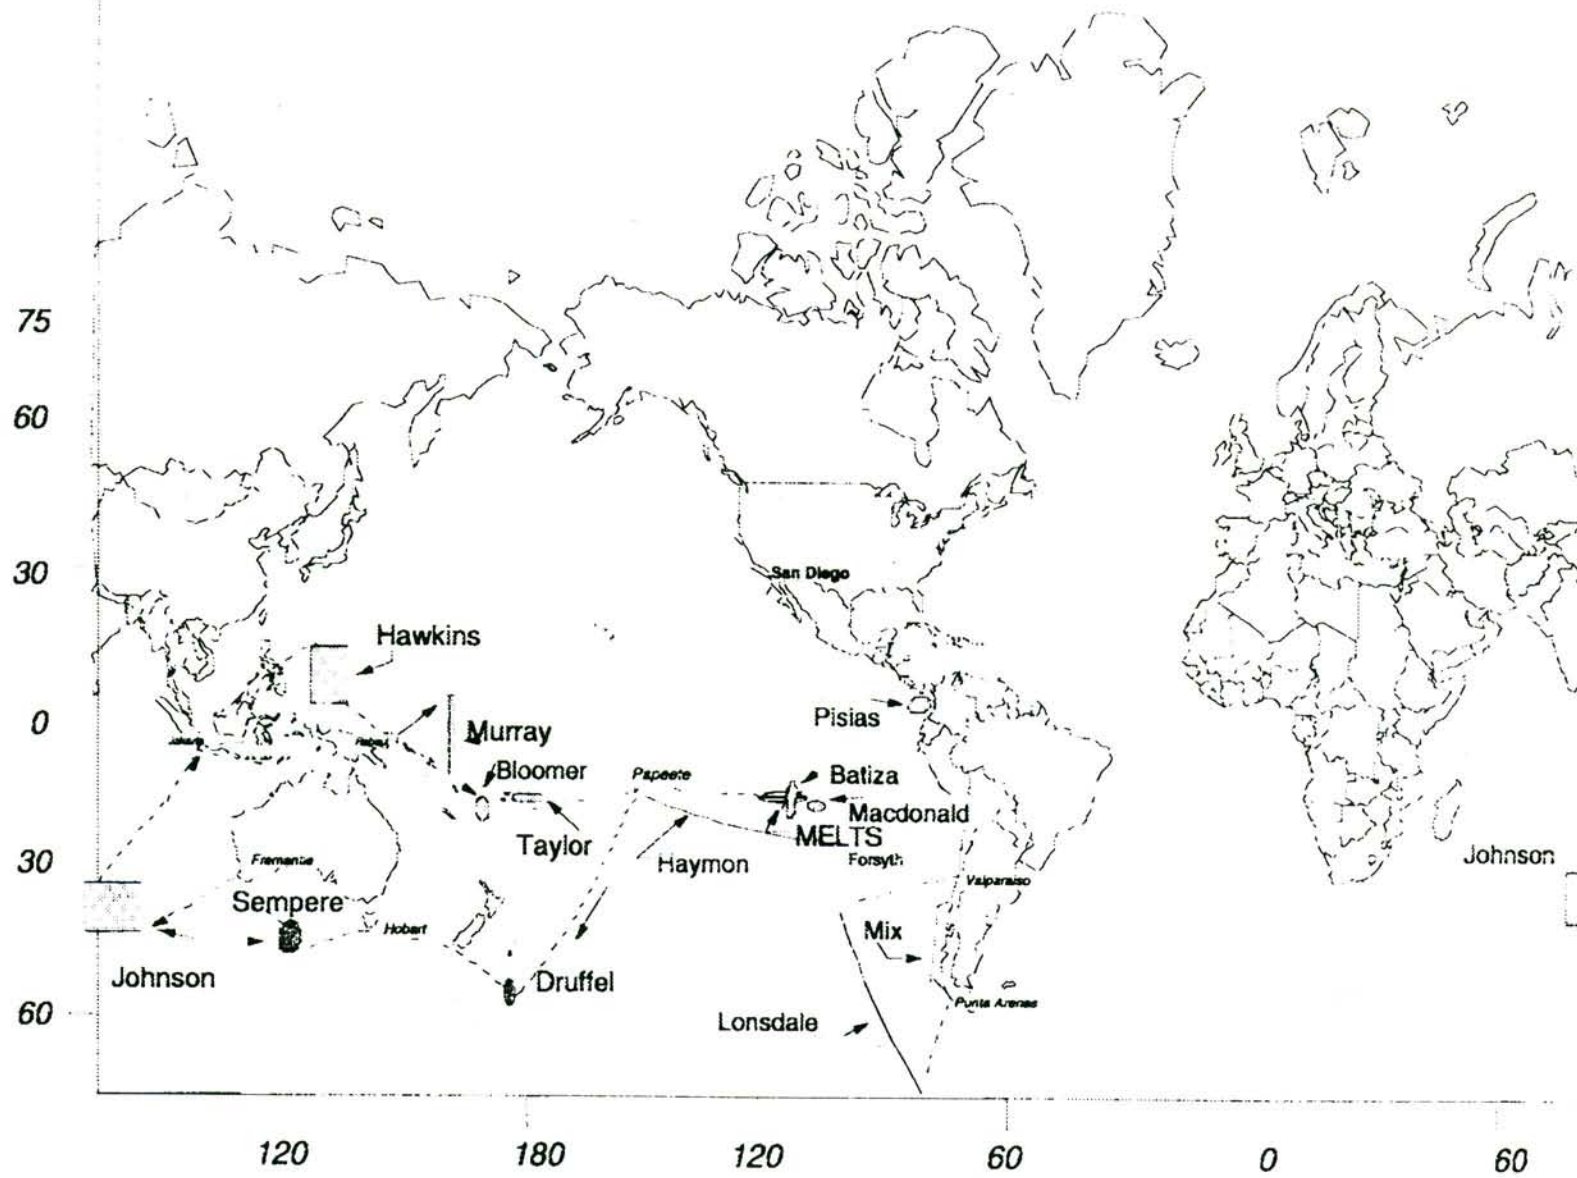 75
60
30
San Diego
Hawkins
0
Pisias
Murray
Bloomer
Papeete
Batiza
Macdonald
Taylor
MELTS
30
Fremantle
Haymon
Forsyth
Johnson
Valparaiso
Sempere
Hobart
Mix
Johnson
Druffel
Punta Arenas
60
Lonsdale
120 180 120 60 0 60